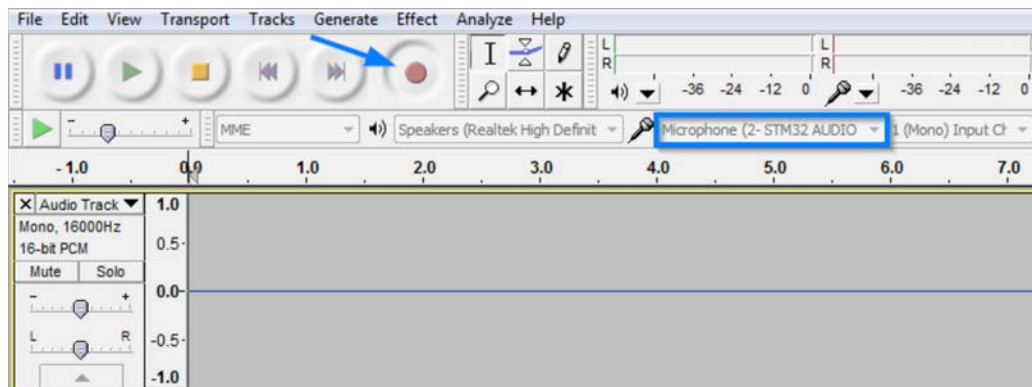 File Edit View Transport Tracks Generate Effect Analyze Help
L
R
L
R
-36 -24 -12 0
-36 -24 -12 0
- +
MME
Speakers (Realtek High Definit
Microphone (2- STM32 AUDIO
1 (Mono) Input Ch
- 1.0 0.0 1.0 2.0 3.0 4.0 5.0 6.0 7.0
X Audio Track
Mono, 16000Hz
16-bit PCM
Mute Solo
- +
L R
1.0
0.5-
0.0-
-0.5-
-1.0